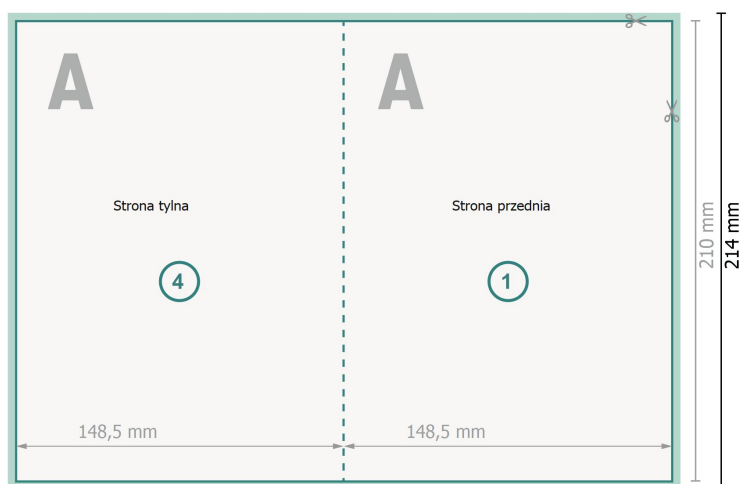 A A
Strona tylna Strona przednia
4 1
148,5 mm 148,5 mm
210 mm
214 mm